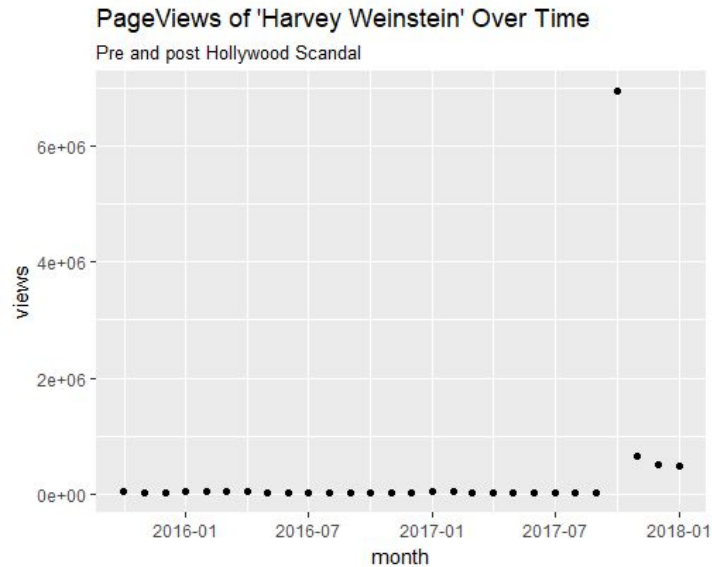 PageViews of 'Harvey Weinstein' Over Time
Pre and post Hollywood Scandal
views
6e+06
4e+06
2e+06
0e+00
2016-01 2016-07 2017-01 2017-07 2018-01
month